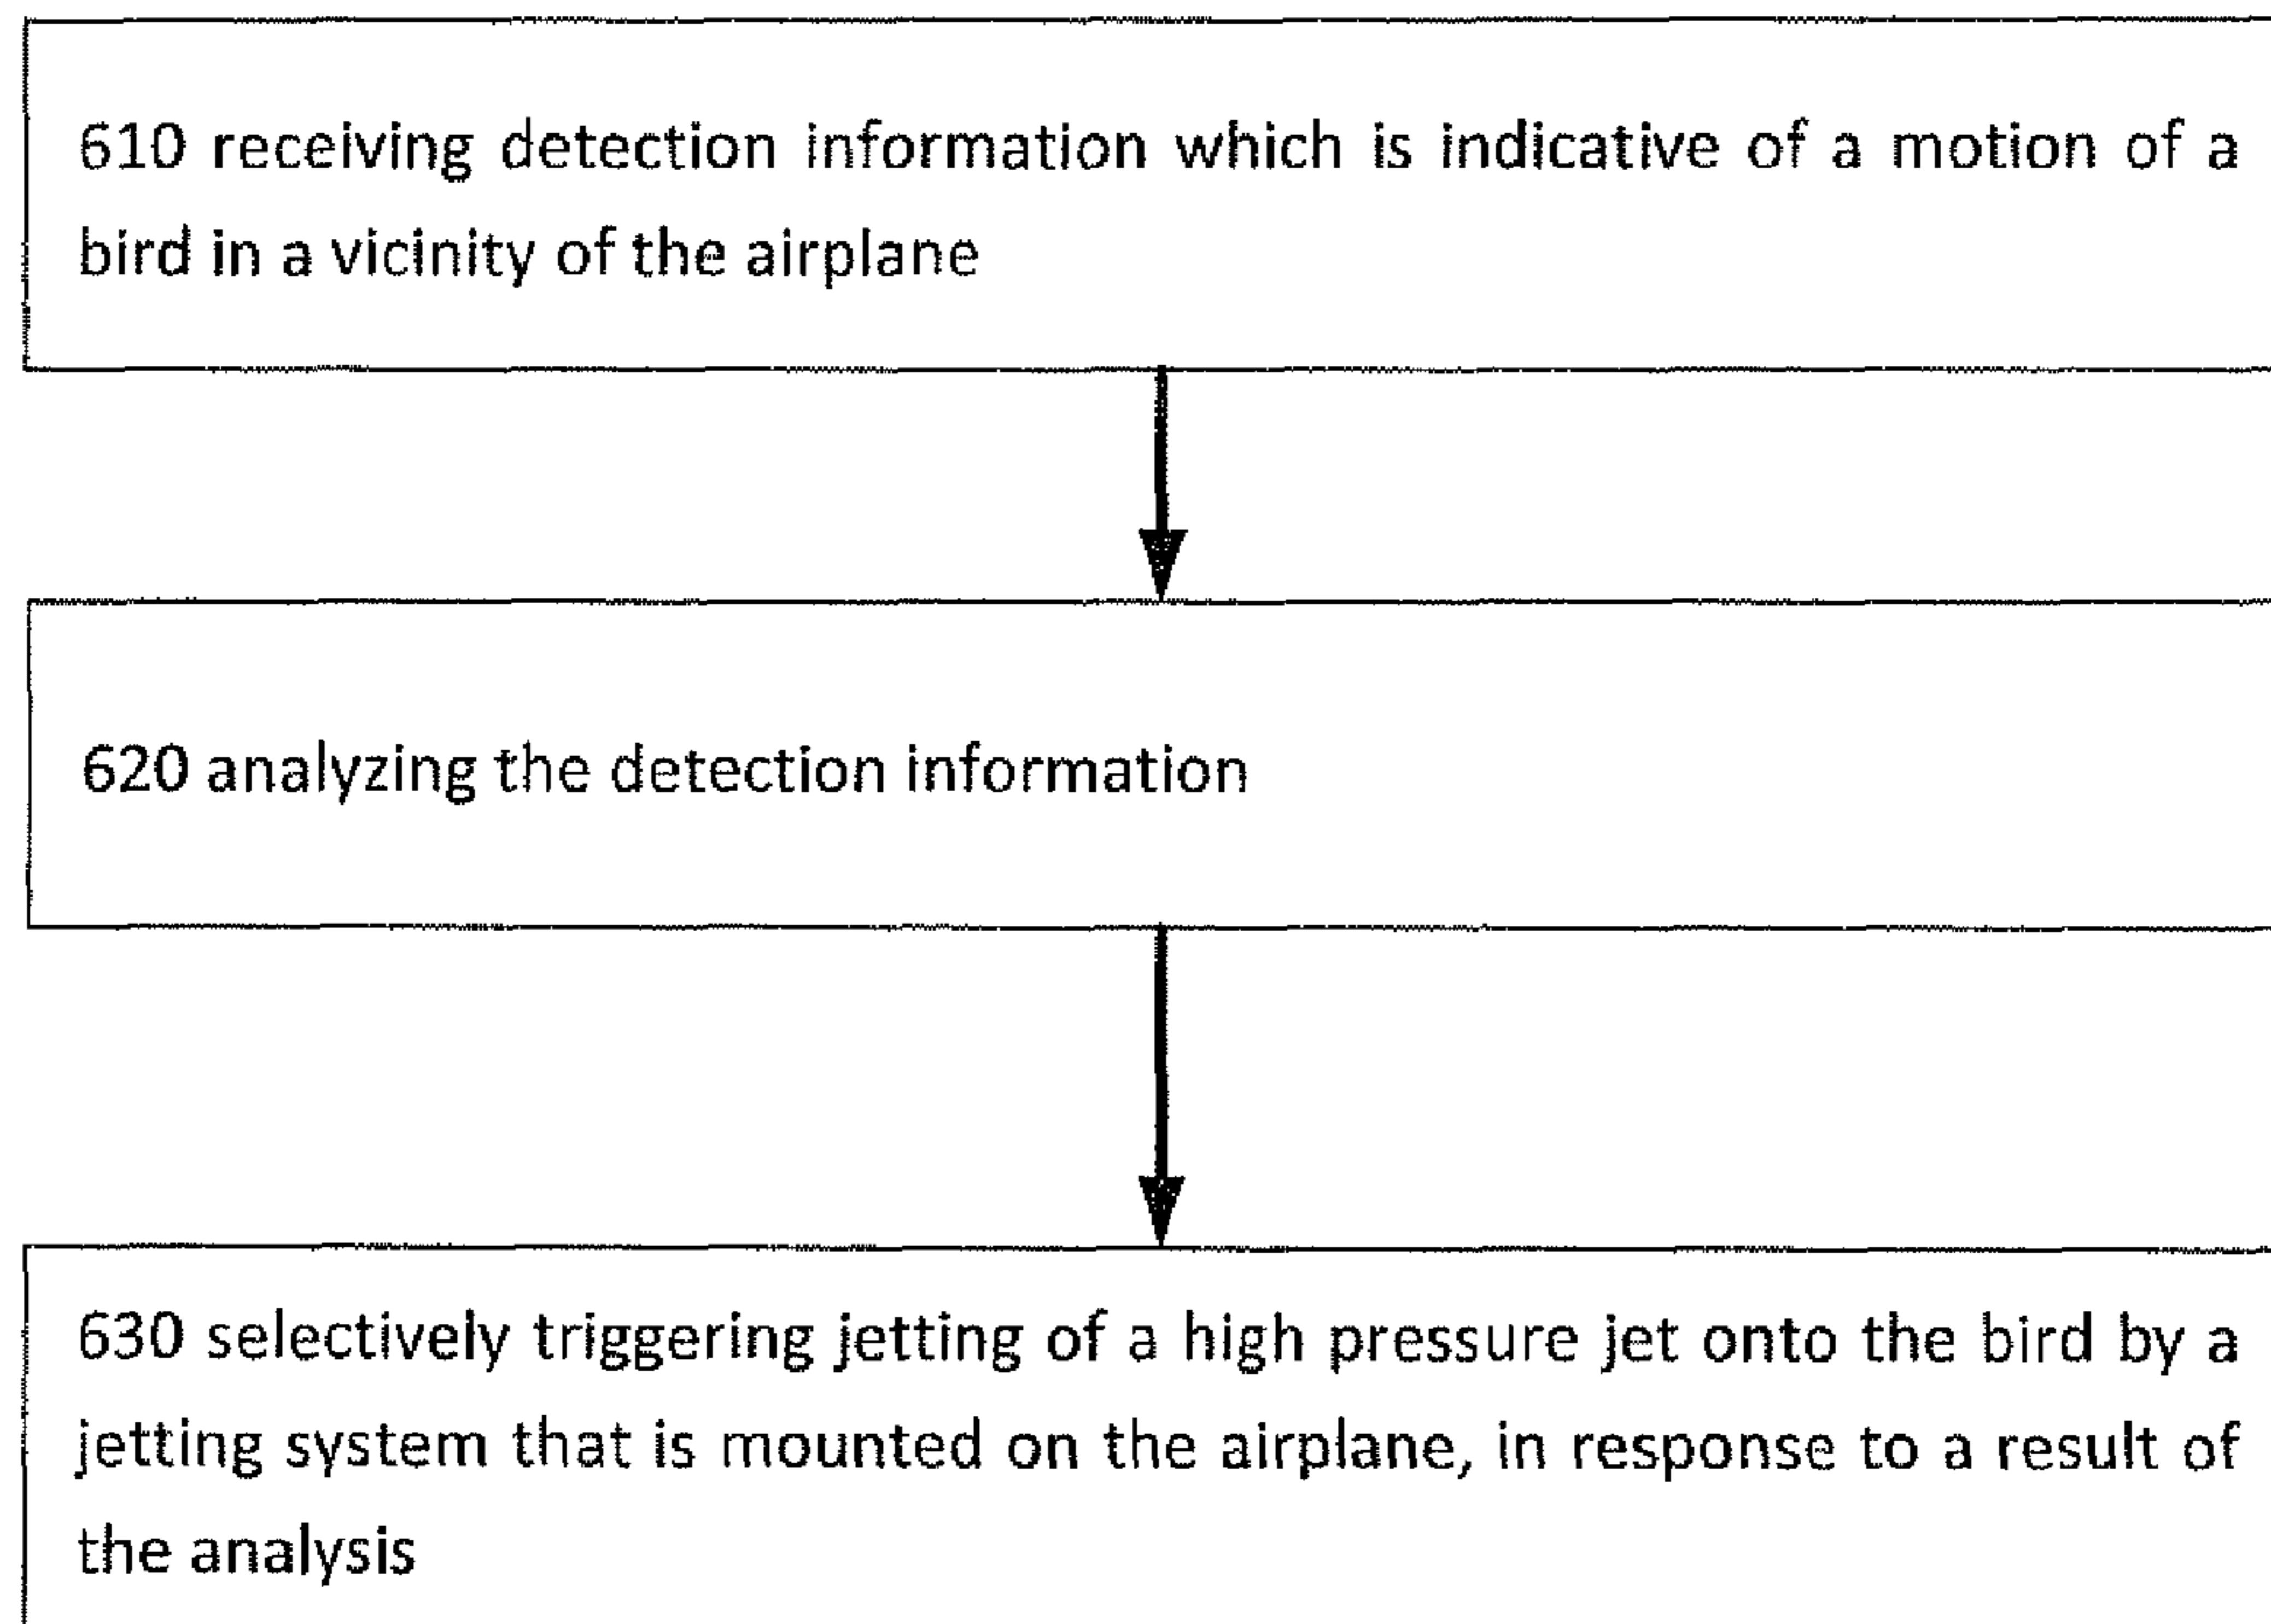 610 receiving detection information which is indicative of a motion of a
bird in a vicinity of the airplane
620 analyzing the detection information
630 selectively triggering jetting of a high pressure jet onto the bird by a
jetting system that is mounted on the airplane, in response to a result of
the analysis